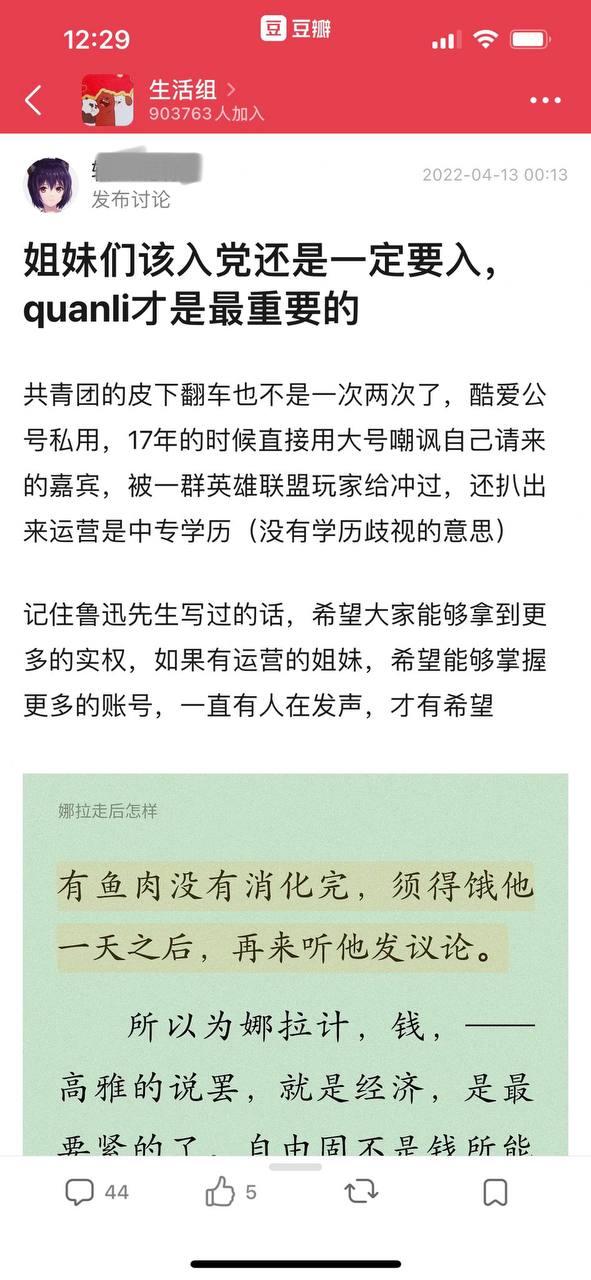 12:29
豆 豆瓣
生活组
903763人加入
发布讨论
2022-04-13 00:13
姐妹们该入党还是一定要入，
quanli才是最重要的
共青团的皮下翻车也不是一次两次了，酷爱公
号私用，17年的时候直接用大号嘲讽自己请来
的嘉宾，被一群英雄联盟玩家给冲过，还扒出
来运营是中专学历（没有学历歧视的意思）
记住鲁迅先生写过的话，希望大家能够拿到更
多的实权，如果有运营的姐妹，希望能够掌握
更多的账号，一直有人在发声，才有希望
娜拉走后怎样
有鱼肉没有消化完，须得饿他
一天之后，再来听他发议论。
所以为娜拉计，钱，——
高雅的说罢，就是经济，是最
要紧的了。自由固不是钱所能
44
5